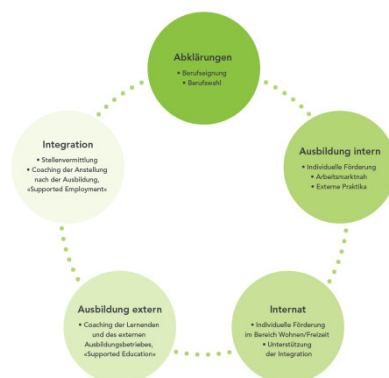 Abklärungen
• Berufseignung
• Berufswahl
Ausbildung intern
• Individuelle Förderung
• Arbeitsmarktnah
• Externe Praktika
Internat
• Individuelle Förderung
im Bereich Wohnen/Freizeit
• Unterstützung
der Integration
Ausbildung extern
• Coaching der Lernenden
und des externen
Ausbildungsbetriebes,
«Supported Education»
Integration
• Stellenvermittlung
• Coaching der Anstellung
nach der Ausbildung,
«Supported Employment»